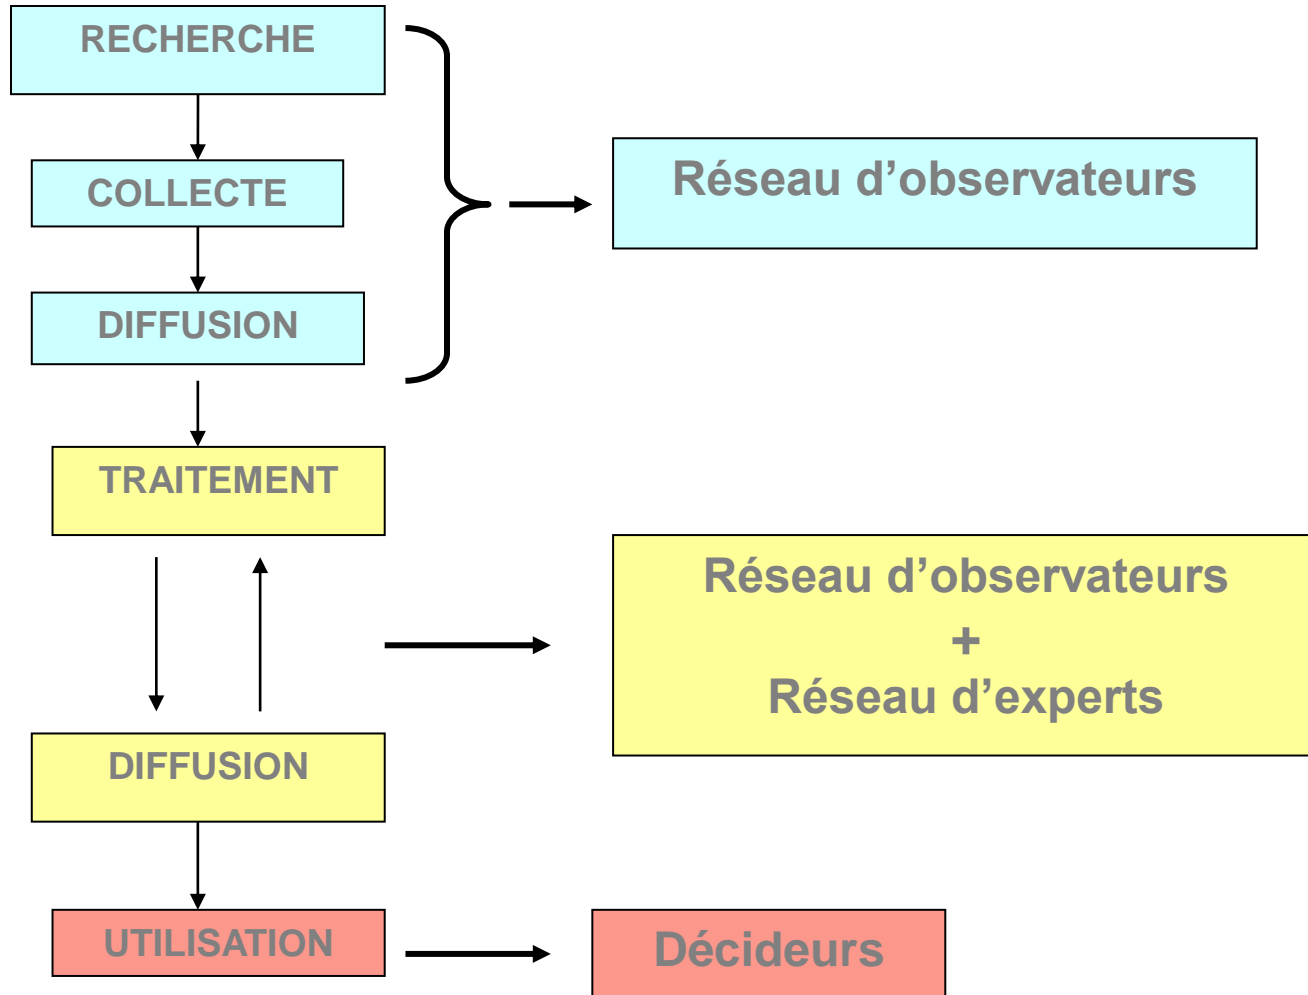 RECHERCHE
COLLECTE
DIFFUSION
Réseau d’observateurs
TRAITEMENT
DIFFUSION
Réseau d’observateurs
+
Réseau d’experts
UTILISATION
Décideurs